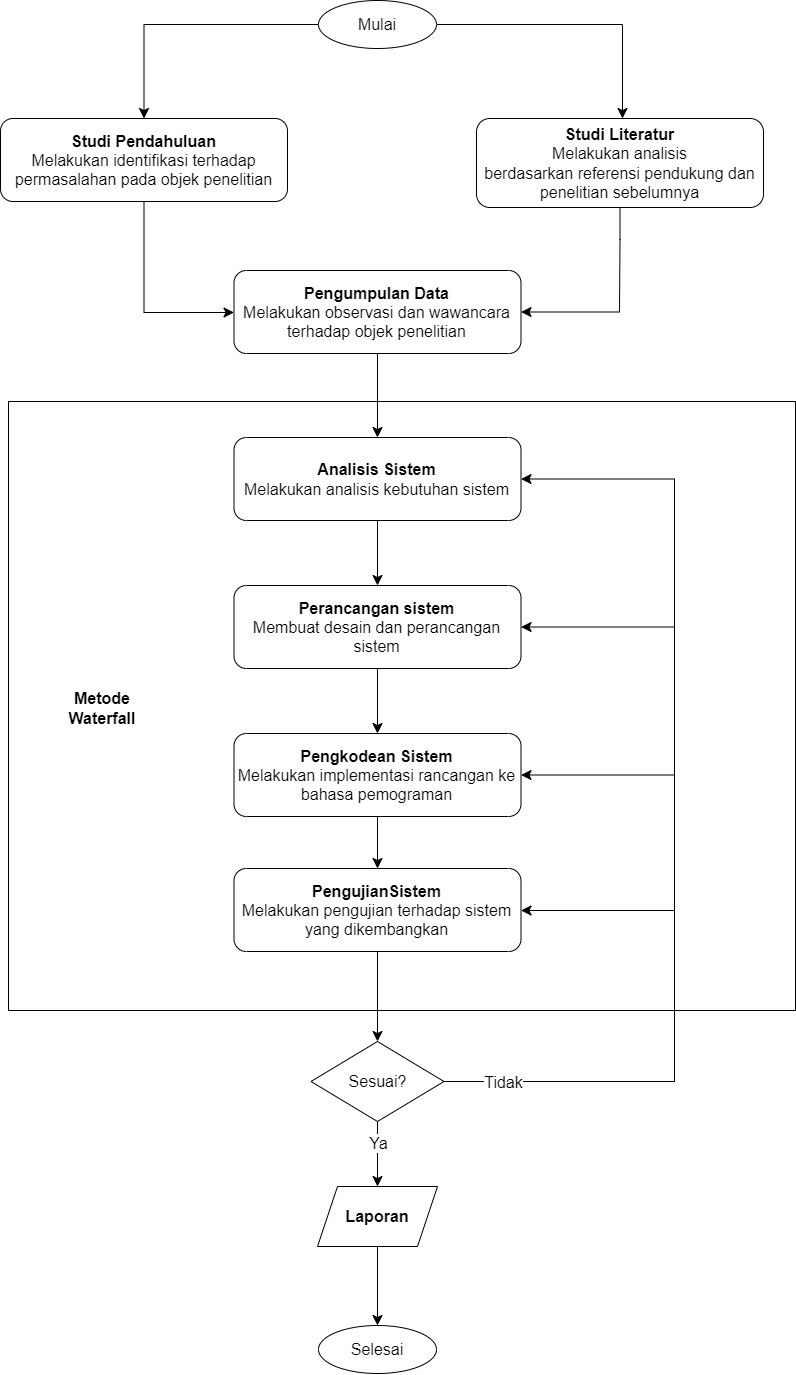 Mulai
Studi Pendahuluan
Melakukan identifikasi terhadap
permasalahan pada objek penelitian
Studi Literatur
Melakukan analisis
berdasarkan referensi pendukung dan
penelitian sebelumnya
Pengumpulan Data
Melakukan observasi dan wawancara
terhadap objek penelitian
Analisis Sistem
Melakukan analisis kebutuhan sistem
Perancangan sistem
Membuat desain dan perancangan
sistem
Metode
Waterfall
Pengkodean Sistem
Melakukan implementasi rancangan ke
bahasa pemograman
PengujianSistem
Melakukan pengujian terhadap sistem
yang dikembangkan
Sesuai?
Tidak
Ya
Laporan
Selesai